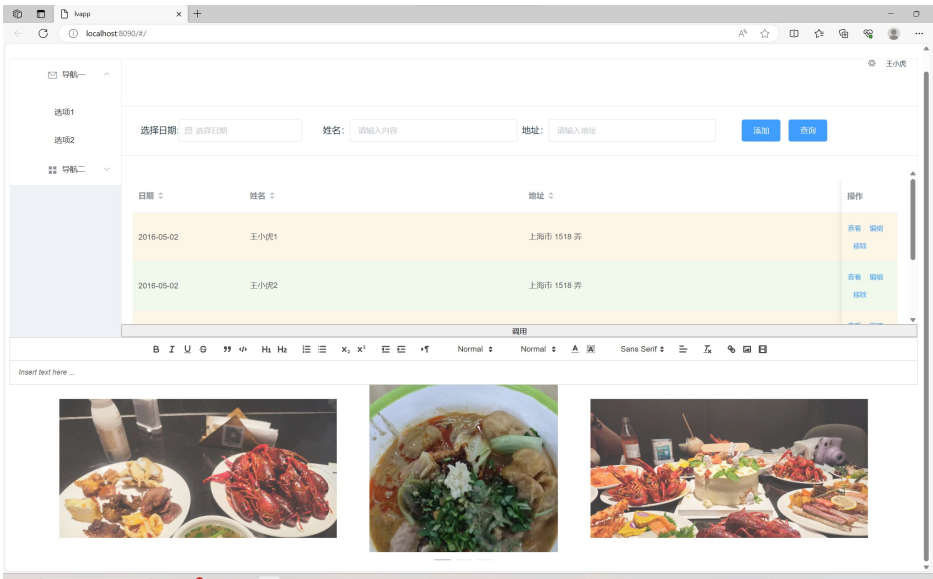 lvapp
localhost:8090/#/
王小虎
导航一
选项1
选项2
导航二
选择日期: 选择日期 姓名: 请输入内容 地址: 请输入地址 添加 查询
日期 姓名 地址 操作
2016-05-02 王小虎1 上海市 1518 弄 查看 编辑 移除
2016-05-02 王小虎2 上海市 1518 弄 查看 编辑 移除
调用
B I U S H1 H2 X2 X2 Normal Normal A A Sans Serif Tx
Insert text here ...